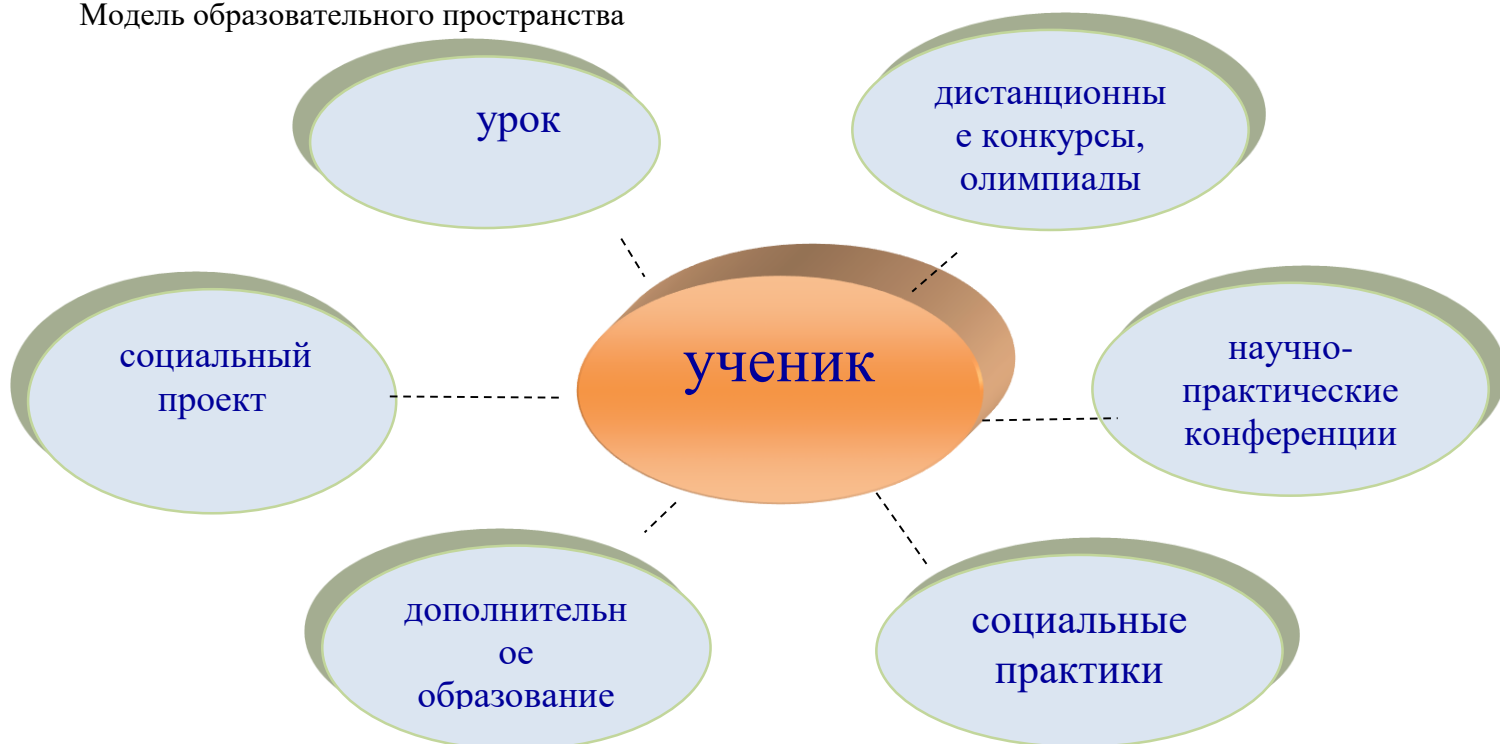 Модель образовательного пространства
урок
дистанционны
е конкурсы,
олимпиады
ученик
социальный
проект
научно-
практические
конференции
дополнительн
ое
образование
социальные
практики